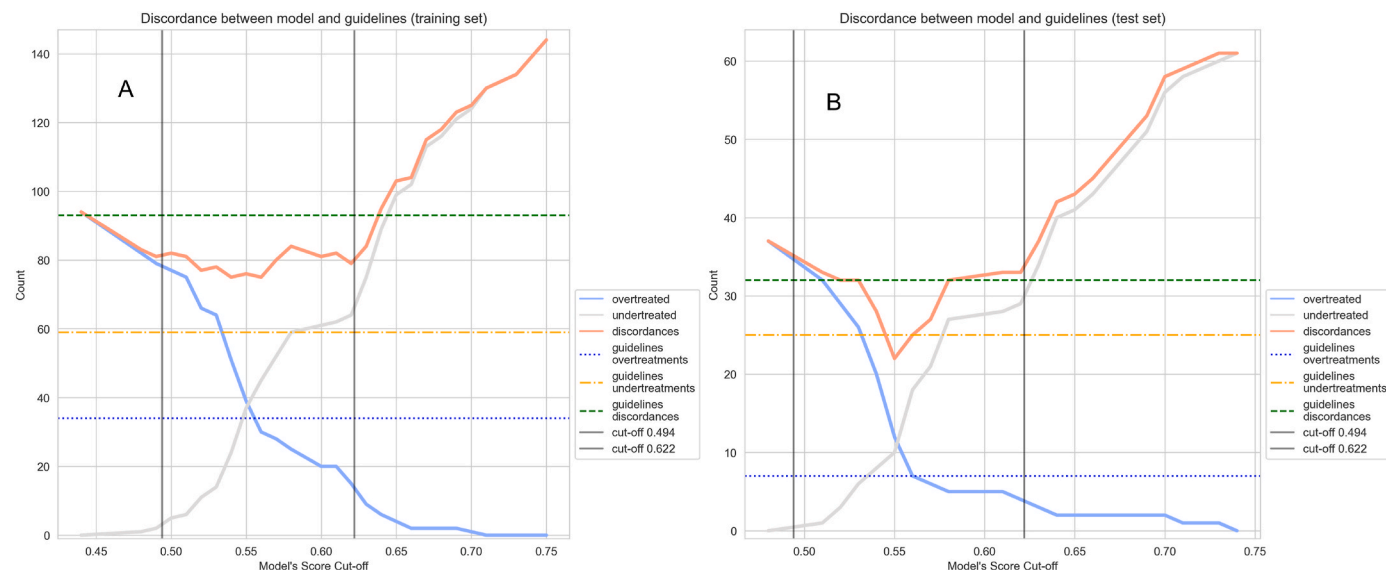 Discordance between model and guidelines (training set)
A
Count
140
120
100
80
60
40
20
0
0.45
0.50
0.55
0.60
0.65
0.70
0.75
Model's Score Cut-off
overtreated
undertreated
discordances
guidelines
overtreatments
guidelines
undertreatments
guidelines
discordances
cut-off 0.494
cut-off 0.622
Discordance between model and guidelines (test set)
B
Count
60
50
40
30
20
10
0
0.50
0.55
0.60
0.65
0.70
0.75
Model's Score Cut-off
overtreated
undertreated
discordances
guidelines
overtreatments
guidelines
undertreatments
guidelines
discordances
cut-off 0.494
cut-off 0.622